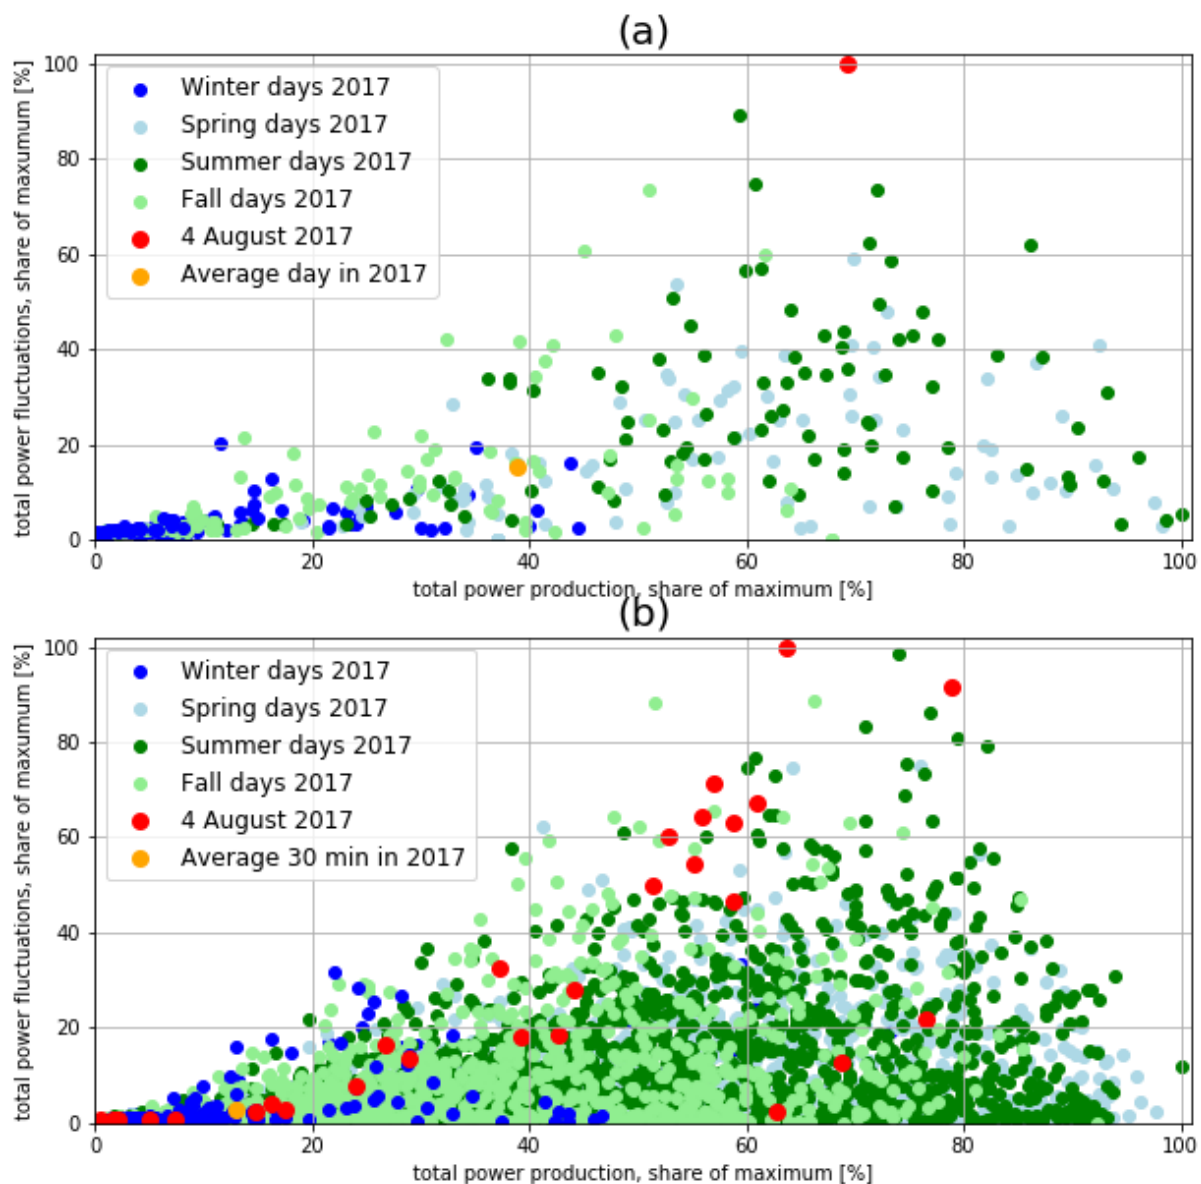 (a)
total power fluctuations, share of maxumum [%]
100
80
60
40
20
0
Winter days 2017
Spring days 2017
Summer days 2017
Fall days 2017
4 August 2017
Average day in 2017
0 20 40 60 80 100
total power production, share of maximum [%]
(b)
total power fluctuations, share of maxumum [%]
100
80
60
40
20
0
Winter days 2017
Spring days 2017
Summer days 2017
Fall days 2017
4 August 2017
Average 30 min in 2017
0 20 40 60 80 100
total power production, share of maximum [%]